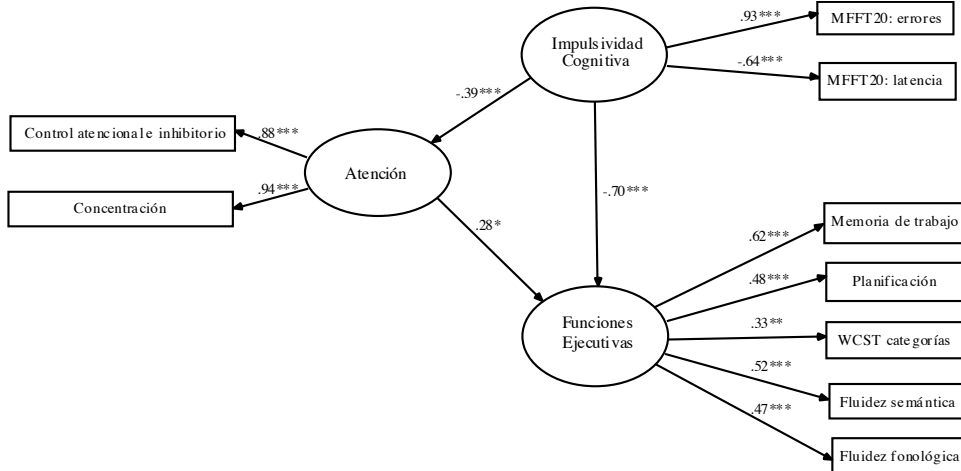 .93***
MFFT20: errores
Impulsividad
Cognitiva
-.64***
MFFT20: latencia
-.39***
Control atencional e inhibitorio
.88***
Atención
.94***
Concentración
-.70***
.28*
Memoria de trabajo
.62***
Planificación
.48***
Funciones
Ejecutivas
.33**
WCST categorías
.52***
Fluidez semántica
.47***
Fluidez fonológica